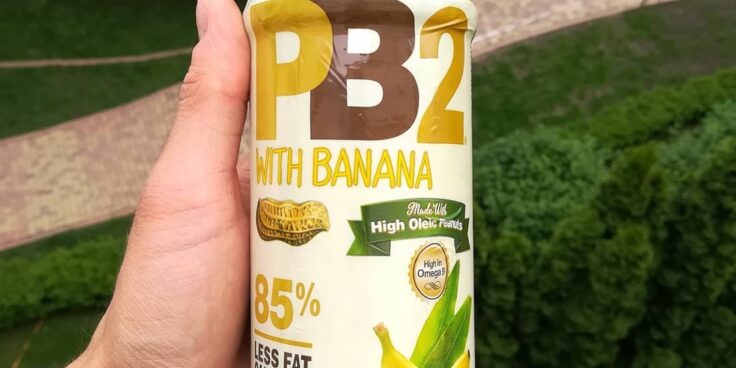 PB2
WITH BANANA
Made With
High Oleic Peanuts
High in
Omega 9
85%
LESS FAT